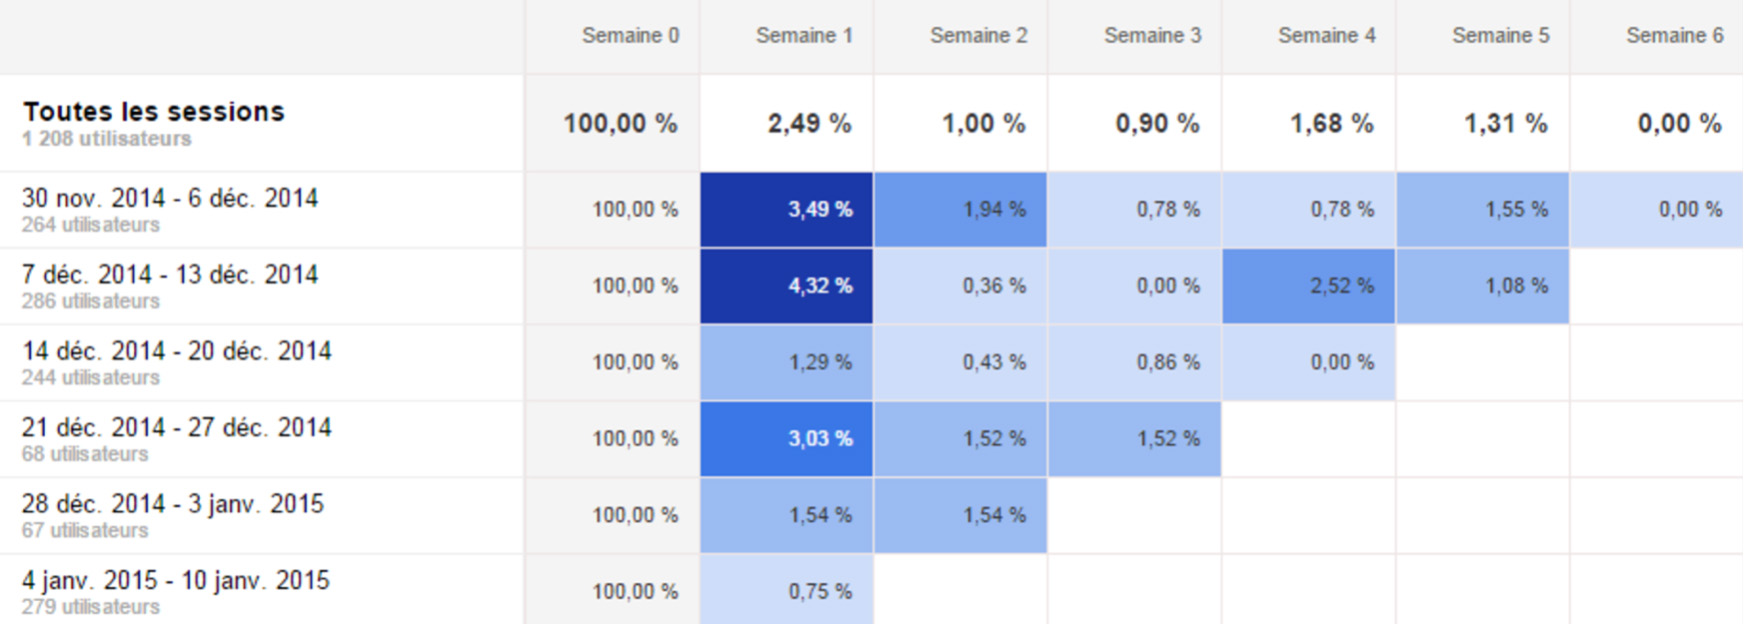 Semaine 0 Semaine 1 Semaine 2 Semaine 3 Semaine 4 Semaine 5 Semaine 6
Toutes les sessions
1 208 utilisateurs
100,00 % 2,49 % 1,00 % 0,90 % 1,68 % 1,31 % 0,00 %
30 nov. 2014 - 6 déc. 2014
264 utilisateurs
100,00 % 3,49 % 1,94 % 0,78 % 0,78 % 1,55 % 0,00 %
7 déc. 2014 - 13 déc. 2014
286 utilisateurs
100,00 % 4,32 % 0,36 % 0,00 % 2,52 % 1,08 %
14 déc. 2014 - 20 déc. 2014
244 utilisateurs
100,00 % 1,29 % 0,43 % 0,86 % 0,00 %
21 déc. 2014 - 27 déc. 2014
68 utilisateurs
100,00 % 3,03 % 1,52 % 1,52 %
28 déc. 2014 - 3 janv. 2015
67 utilisateurs
100,00 % 1,54 % 1,54 %
4 janv. 2015 - 10 janv. 2015
279 utilisateurs
100,00 % 0,75 %